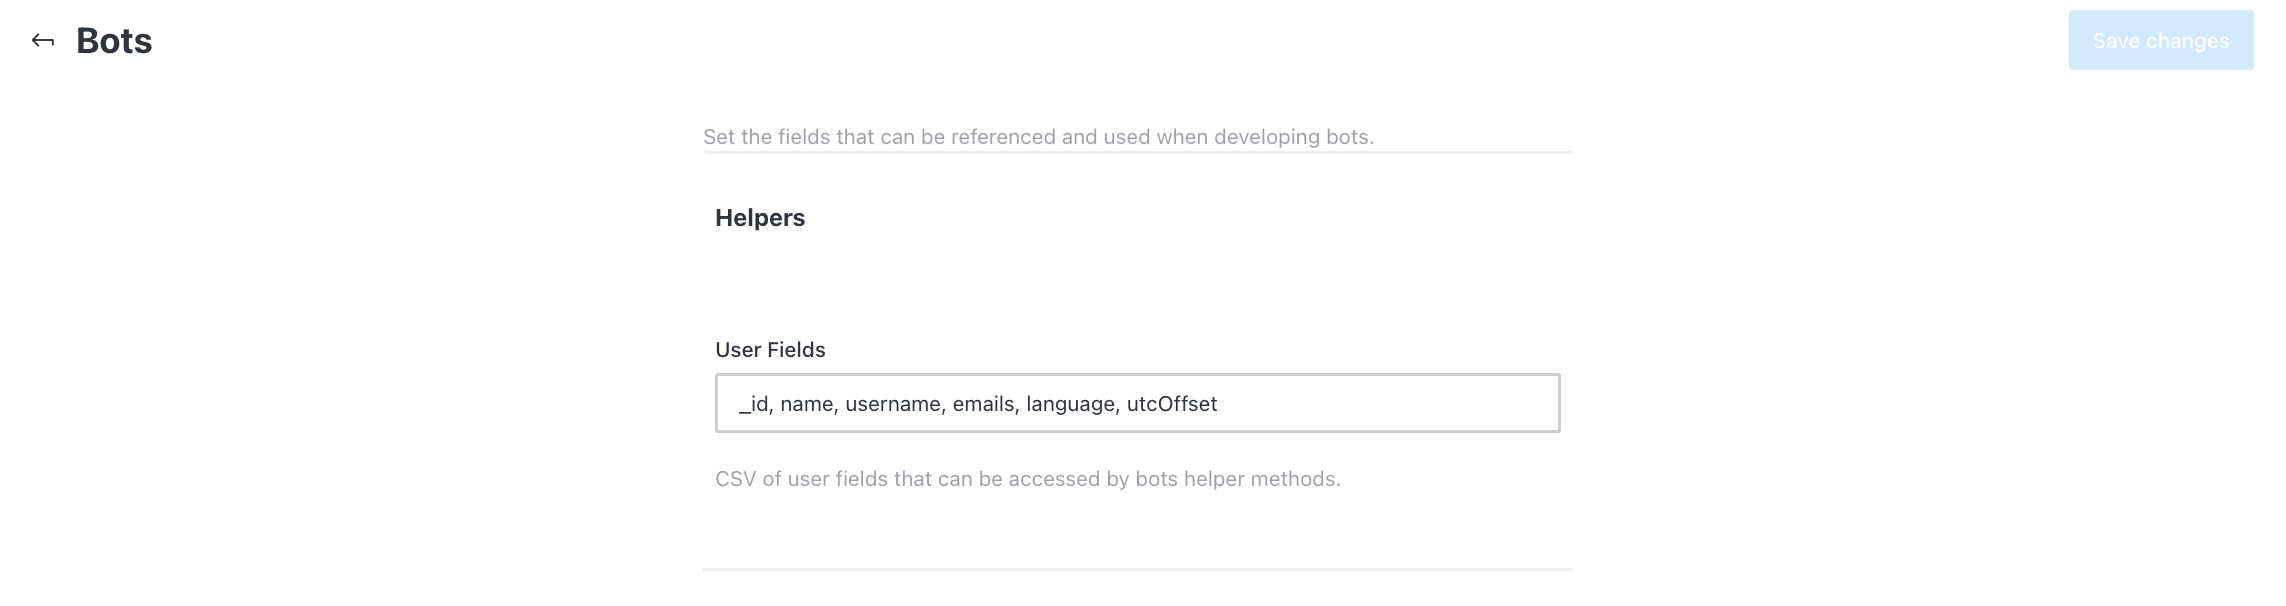 Bots
Save changes
Set the fields that can be referenced and used when developing bots.
Helpers
User Fields
_id, name, username, emails, language, utcOffset
CSV of user fields that can be accessed by bots helper methods.